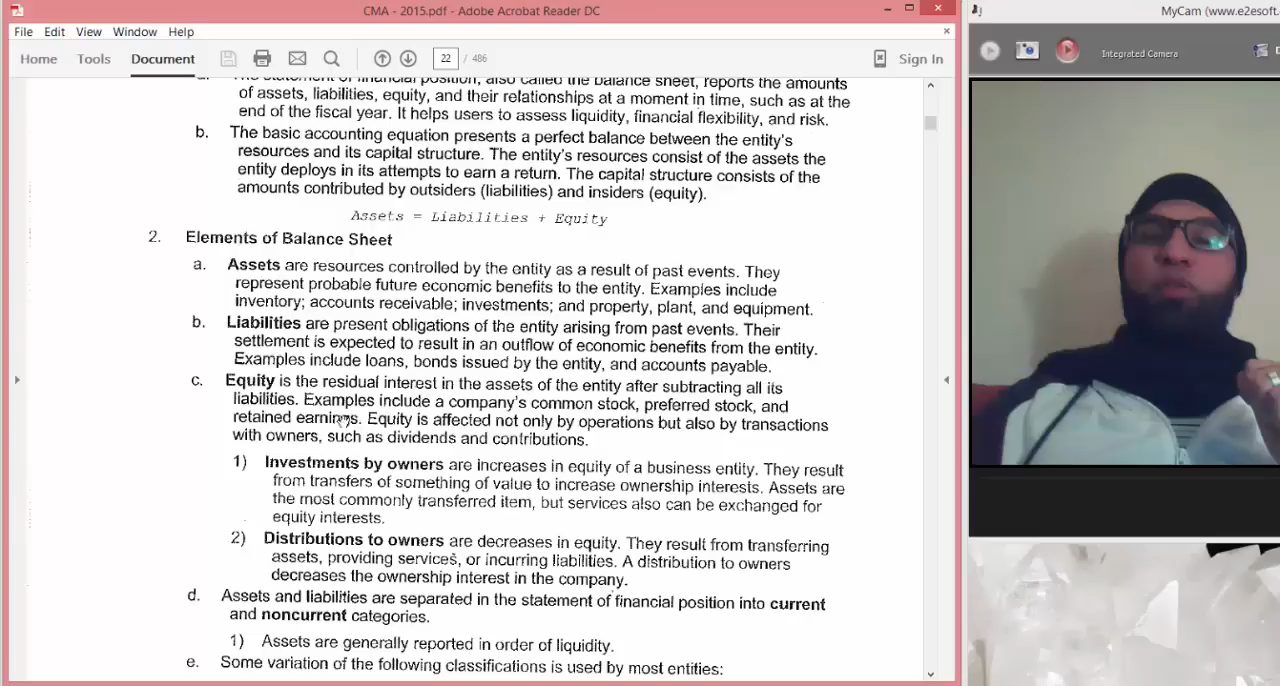 CMA - 2015.pdf - Adobe Acrobat Reader DC
MyCam (www.e2esoft.
File Edit View Window Help
Home Tools Document 22 / 486 Sign In
Integrated Camera
The statement of financial position, also called the balance sheet, reports the amounts
of assets, liabilities, equity, and their relationships at a moment in time, such as at the
end of the fiscal year. It helps users to assess liquidity, financial flexibility, and risk.
b. The basic accounting equation presents a perfect balance between the entity's
resources and its capital structure. The entity's resources consist of the assets the
entity deploys in its attempts to earn a return. The capital structure consists of the
amounts contributed by outsiders (liabilities) and insiders (equity).
Assets = Liabilities + Equity
2. Elements of Balance Sheet
a. Assets are resources controlled by the entity as a result of past events. They
represent probable future economic benefits to the entity. Examples include
inventory; accounts receivable; investments; and property, plant, and equipment.
b. Liabilities are present obligations of the entity arising from past events. Their
settlement is expected to result in an outflow of economic benefits from the entity.
Examples include loans, bonds issued by the entity, and accounts payable.
c. Equity is the residual interest in the assets of the entity after subtracting all its
liabilities. Examples include a company's common stock, preferred stock, and
retained earnings. Equity is affected not only by operations but also by transactions
with owners, such as dividends and contributions.
1) Investments by owners are increases in equity of a business entity. They result
from transfers of something of value to increase ownership interests. Assets are
the most commonly transferred item, but services also can be exchanged for
equity interests.
2) Distributions to owners are decreases in equity. They result from transferring
assets, providing services, or incurring liabilities. A distribution to owners
decreases the ownership interest in the company.
d. Assets and liabilities are separated in the statement of financial position into current
and noncurrent categories.
1) Assets are generally reported in order of liquidity.
e. Some variation of the following classifications is used by most entities: